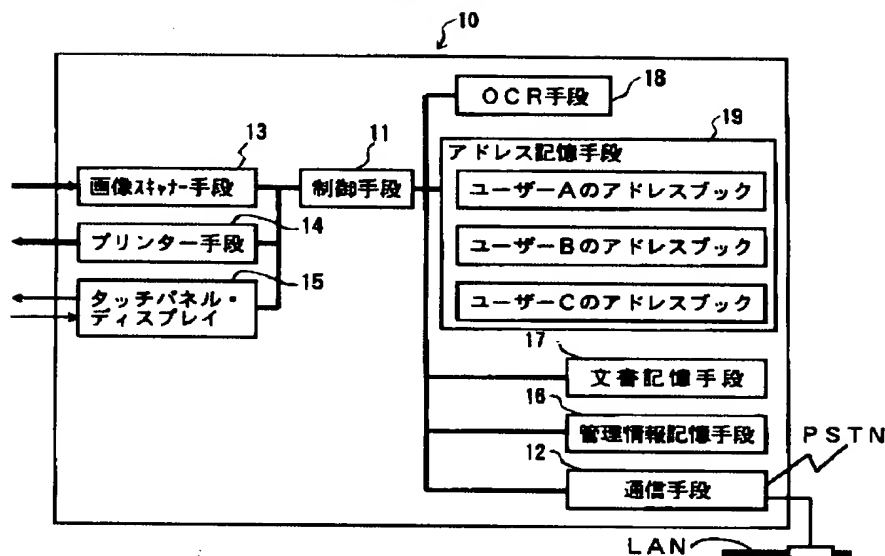 10
18
OCR手段
19
13
11
アドレス記憶手段
画像スキャナー手段
制御手段
ユーザーAのアドレスブック
14
プリンター手段
ユーザーBのアドレスブック
15
タッチパネル・
ディスプレイ
ユーザーCのアドレスブック
17
文書記憶手段
16
管理情報記憶手段
PSTN
12
通信手段
LAN